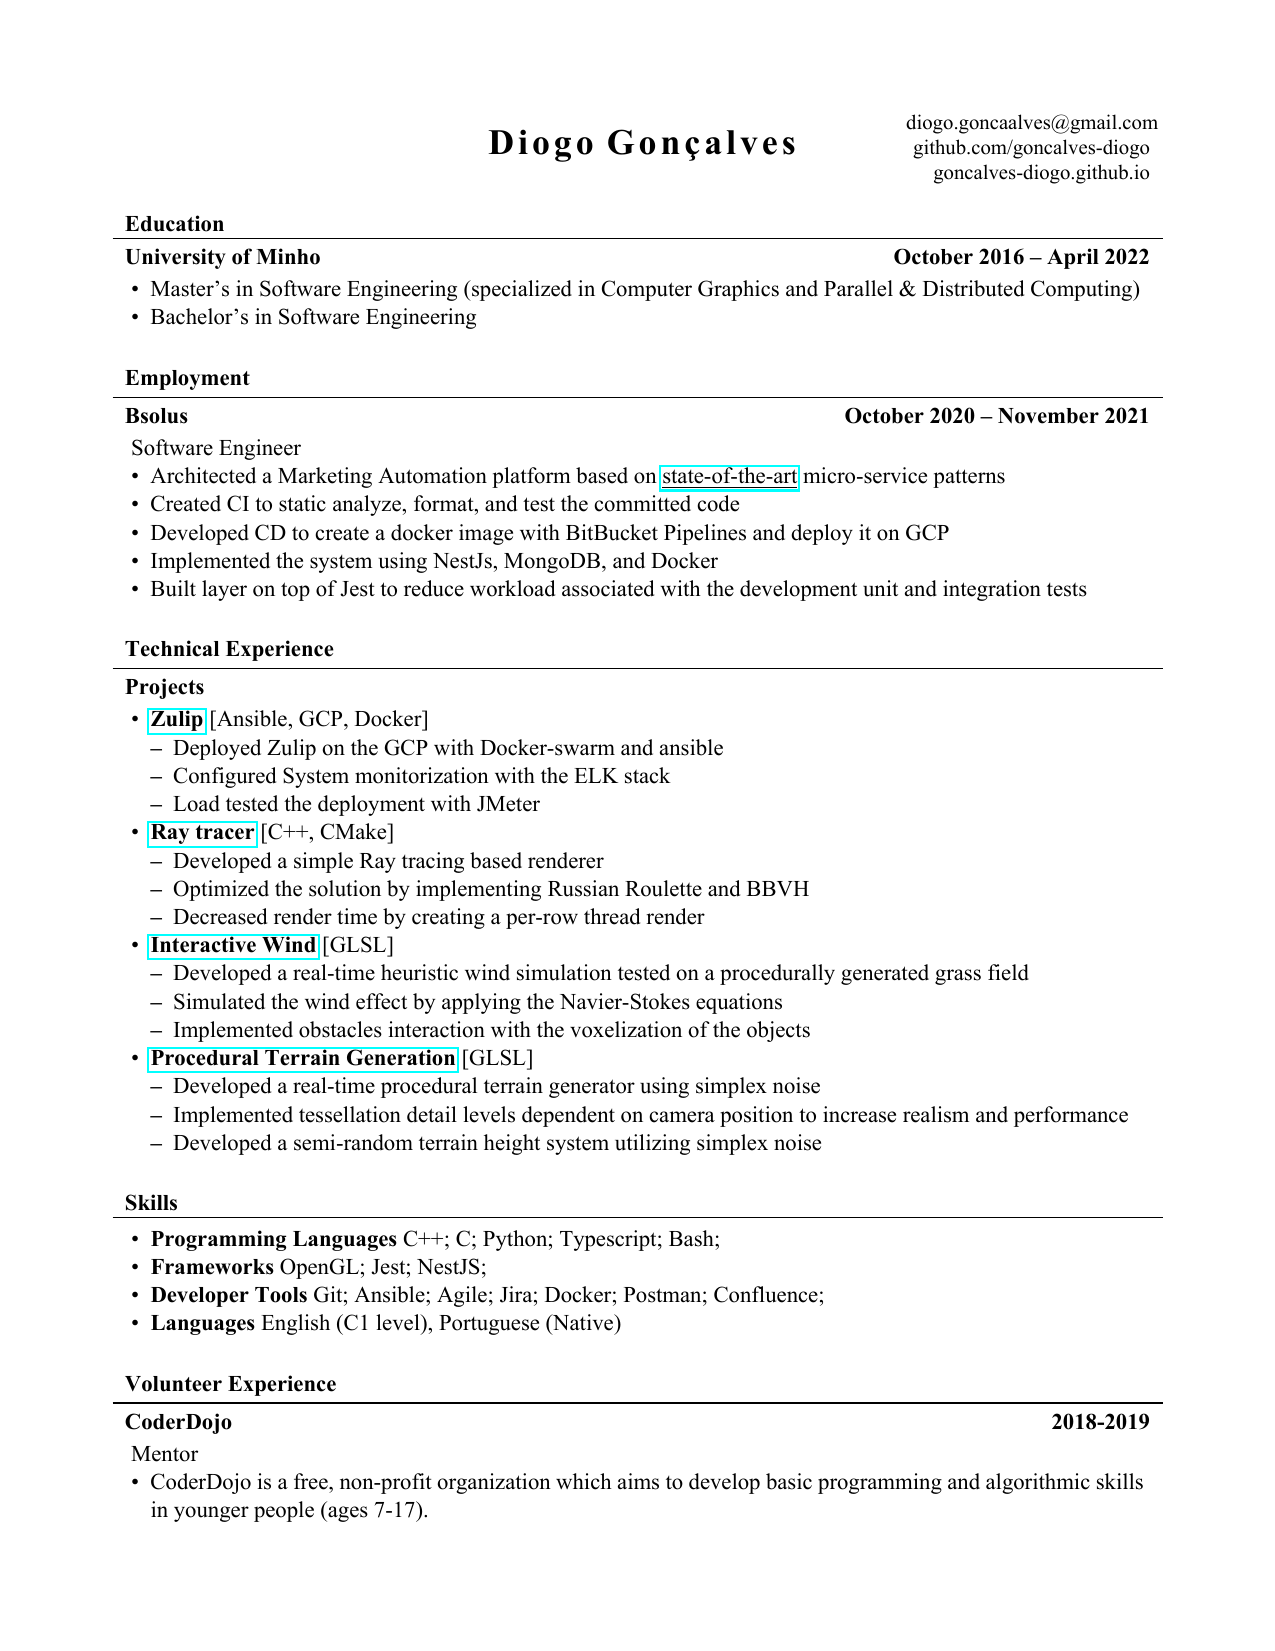 Diogo Gonçalves
diogo.goncaalves@gmail.com
github.com/goncalves-diogo
goncalves-diogo.github.io
Education
University of Minho October 2016 – April 2022
• Master’s in Software Engineering (specialized in Computer Graphics and Parallel & Distributed Computing)
• Bachelor’s in Software Engineering
Employment
Bsolus October 2020 – November 2021
Software Engineer
• Architected a Marketing Automation platform based on state-of-the-art micro-service patterns
• Created CI to static analyze, format, and test the committed code
• Developed CD to create a docker image with BitBucket Pipelines and deploy it on GCP
• Implemented the system using NestJs, MongoDB, and Docker
• Built layer on top of Jest to reduce workload associated with the development unit and integration tests
Technical Experience
Projects
• Zulip [Ansible, GCP, Docker]
– Deployed Zulip on the GCP with Docker-swarm and ansible
– Configured System monitorization with the ELK stack
– Load tested the deployment with JMeter
• Ray tracer [C++, CMake]
– Developed a simple Ray tracing based renderer
– Optimized the solution by implementing Russian Roulette and BBVH
– Decreased render time by creating a per-row thread render
• Interactive Wind [GLSL]
– Developed a real-time heuristic wind simulation tested on a procedurally generated grass field
– Simulated the wind effect by applying the Navier-Stokes equations
– Implemented obstacles interaction with the voxelization of the objects
• Procedural Terrain Generation [GLSL]
– Developed a real-time procedural terrain generator using simplex noise
– Implemented tessellation detail levels dependent on camera position to increase realism and performance
– Developed a semi-random terrain height system utilizing simplex noise
Skills
• Programming Languages C++; C; Python; Typescript; Bash;
• Frameworks OpenGL; Jest; NestJS;
• Developer Tools Git; Ansible; Agile; Jira; Docker; Postman; Confluence;
• Languages English (C1 level), Portuguese (Native)
Volunteer Experience
CoderDojo 2018-2019
Mentor
• CoderDojo is a free, non-profit organization which aims to develop basic programming and algorithmic skills
in younger people (ages 7-17).